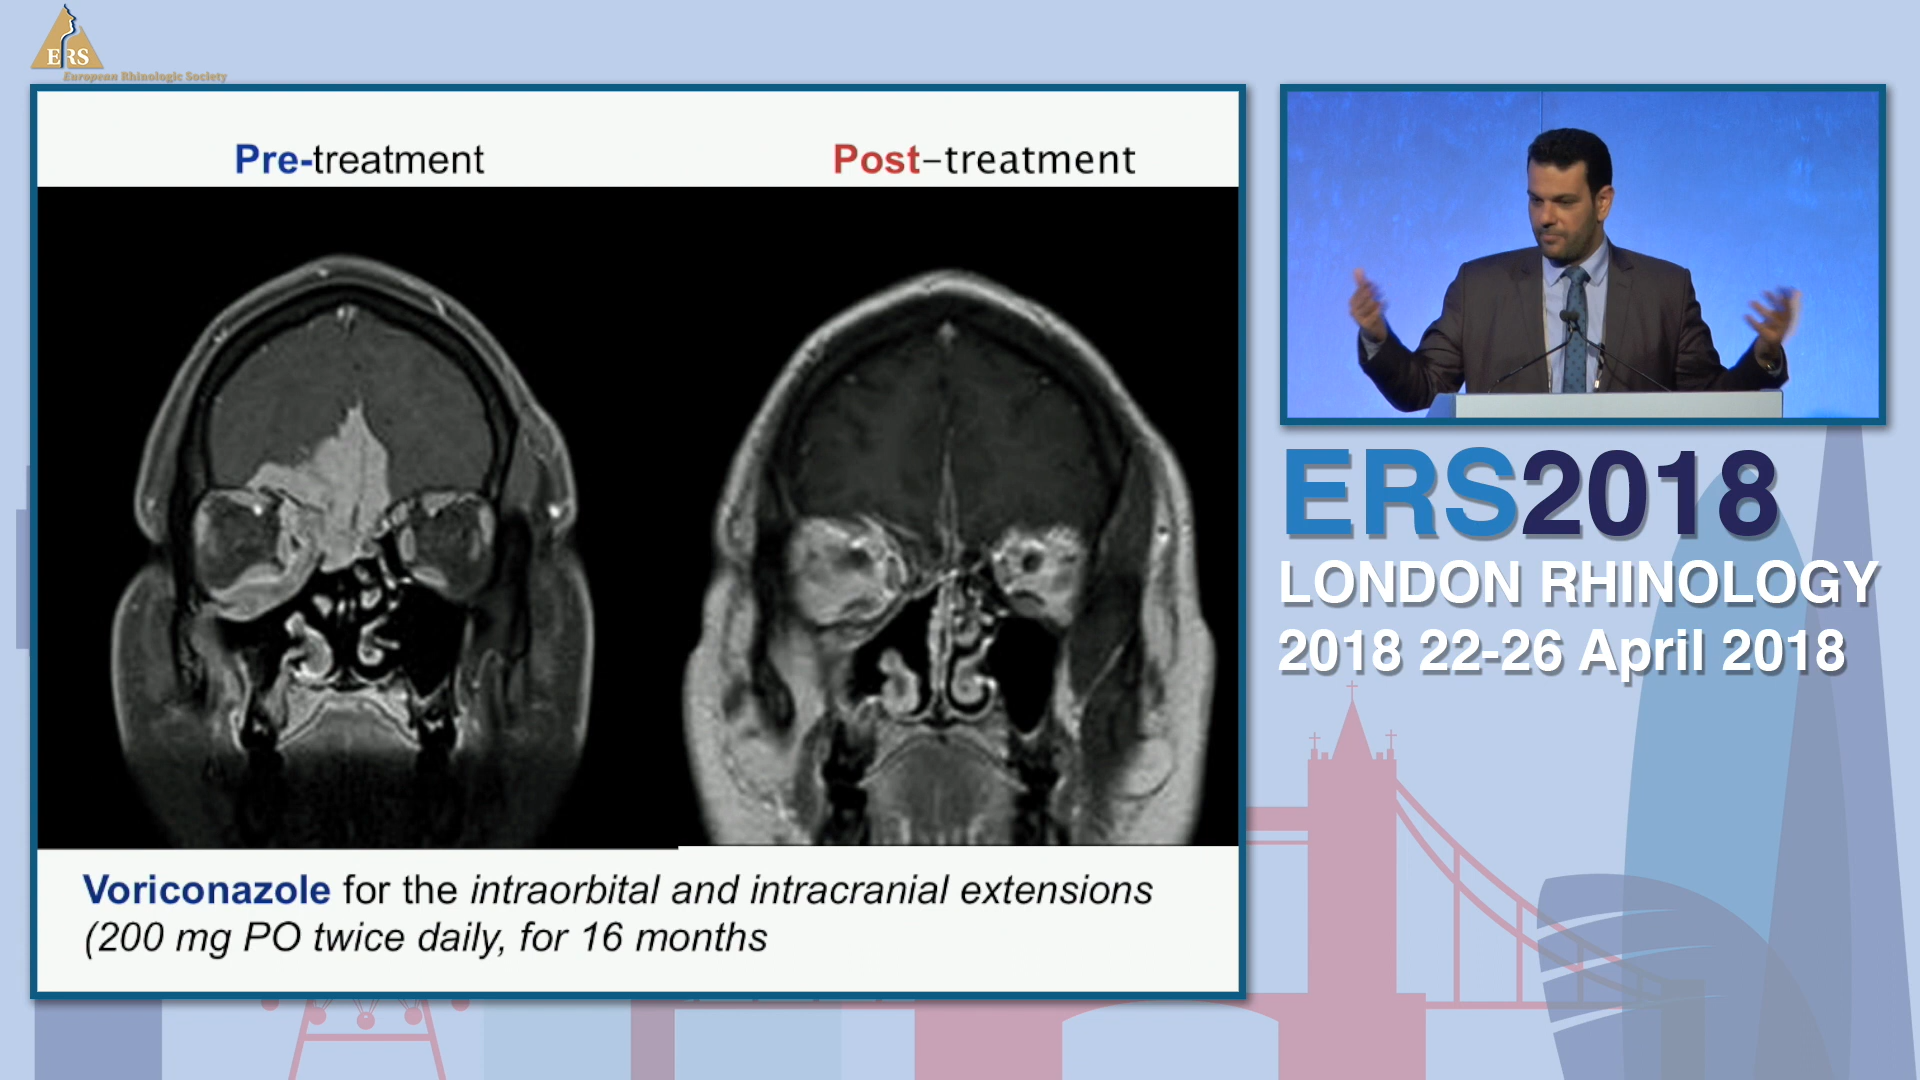 ERS
European Rhinologic Society
Pre-treatment
Post-treatment
Voriconazole for the intraorbital and intracranial extensions
(200 mg PO twice daily, for 16 months
ERS2018
LONDON RHINOLOGY
2018 22-26 April 2018